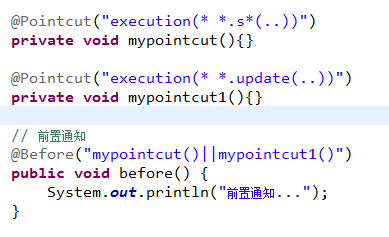 @Pointcut("execution(* *.s*(..))")
private void mypointcut(){}
@Pointcut("execution(* *.update(..))")
private void mypointcut1(){}
// 前置通知
@Before("mypointcut()||mypointcut1()")
public void before() {
System.out.println("前置通知...");
}